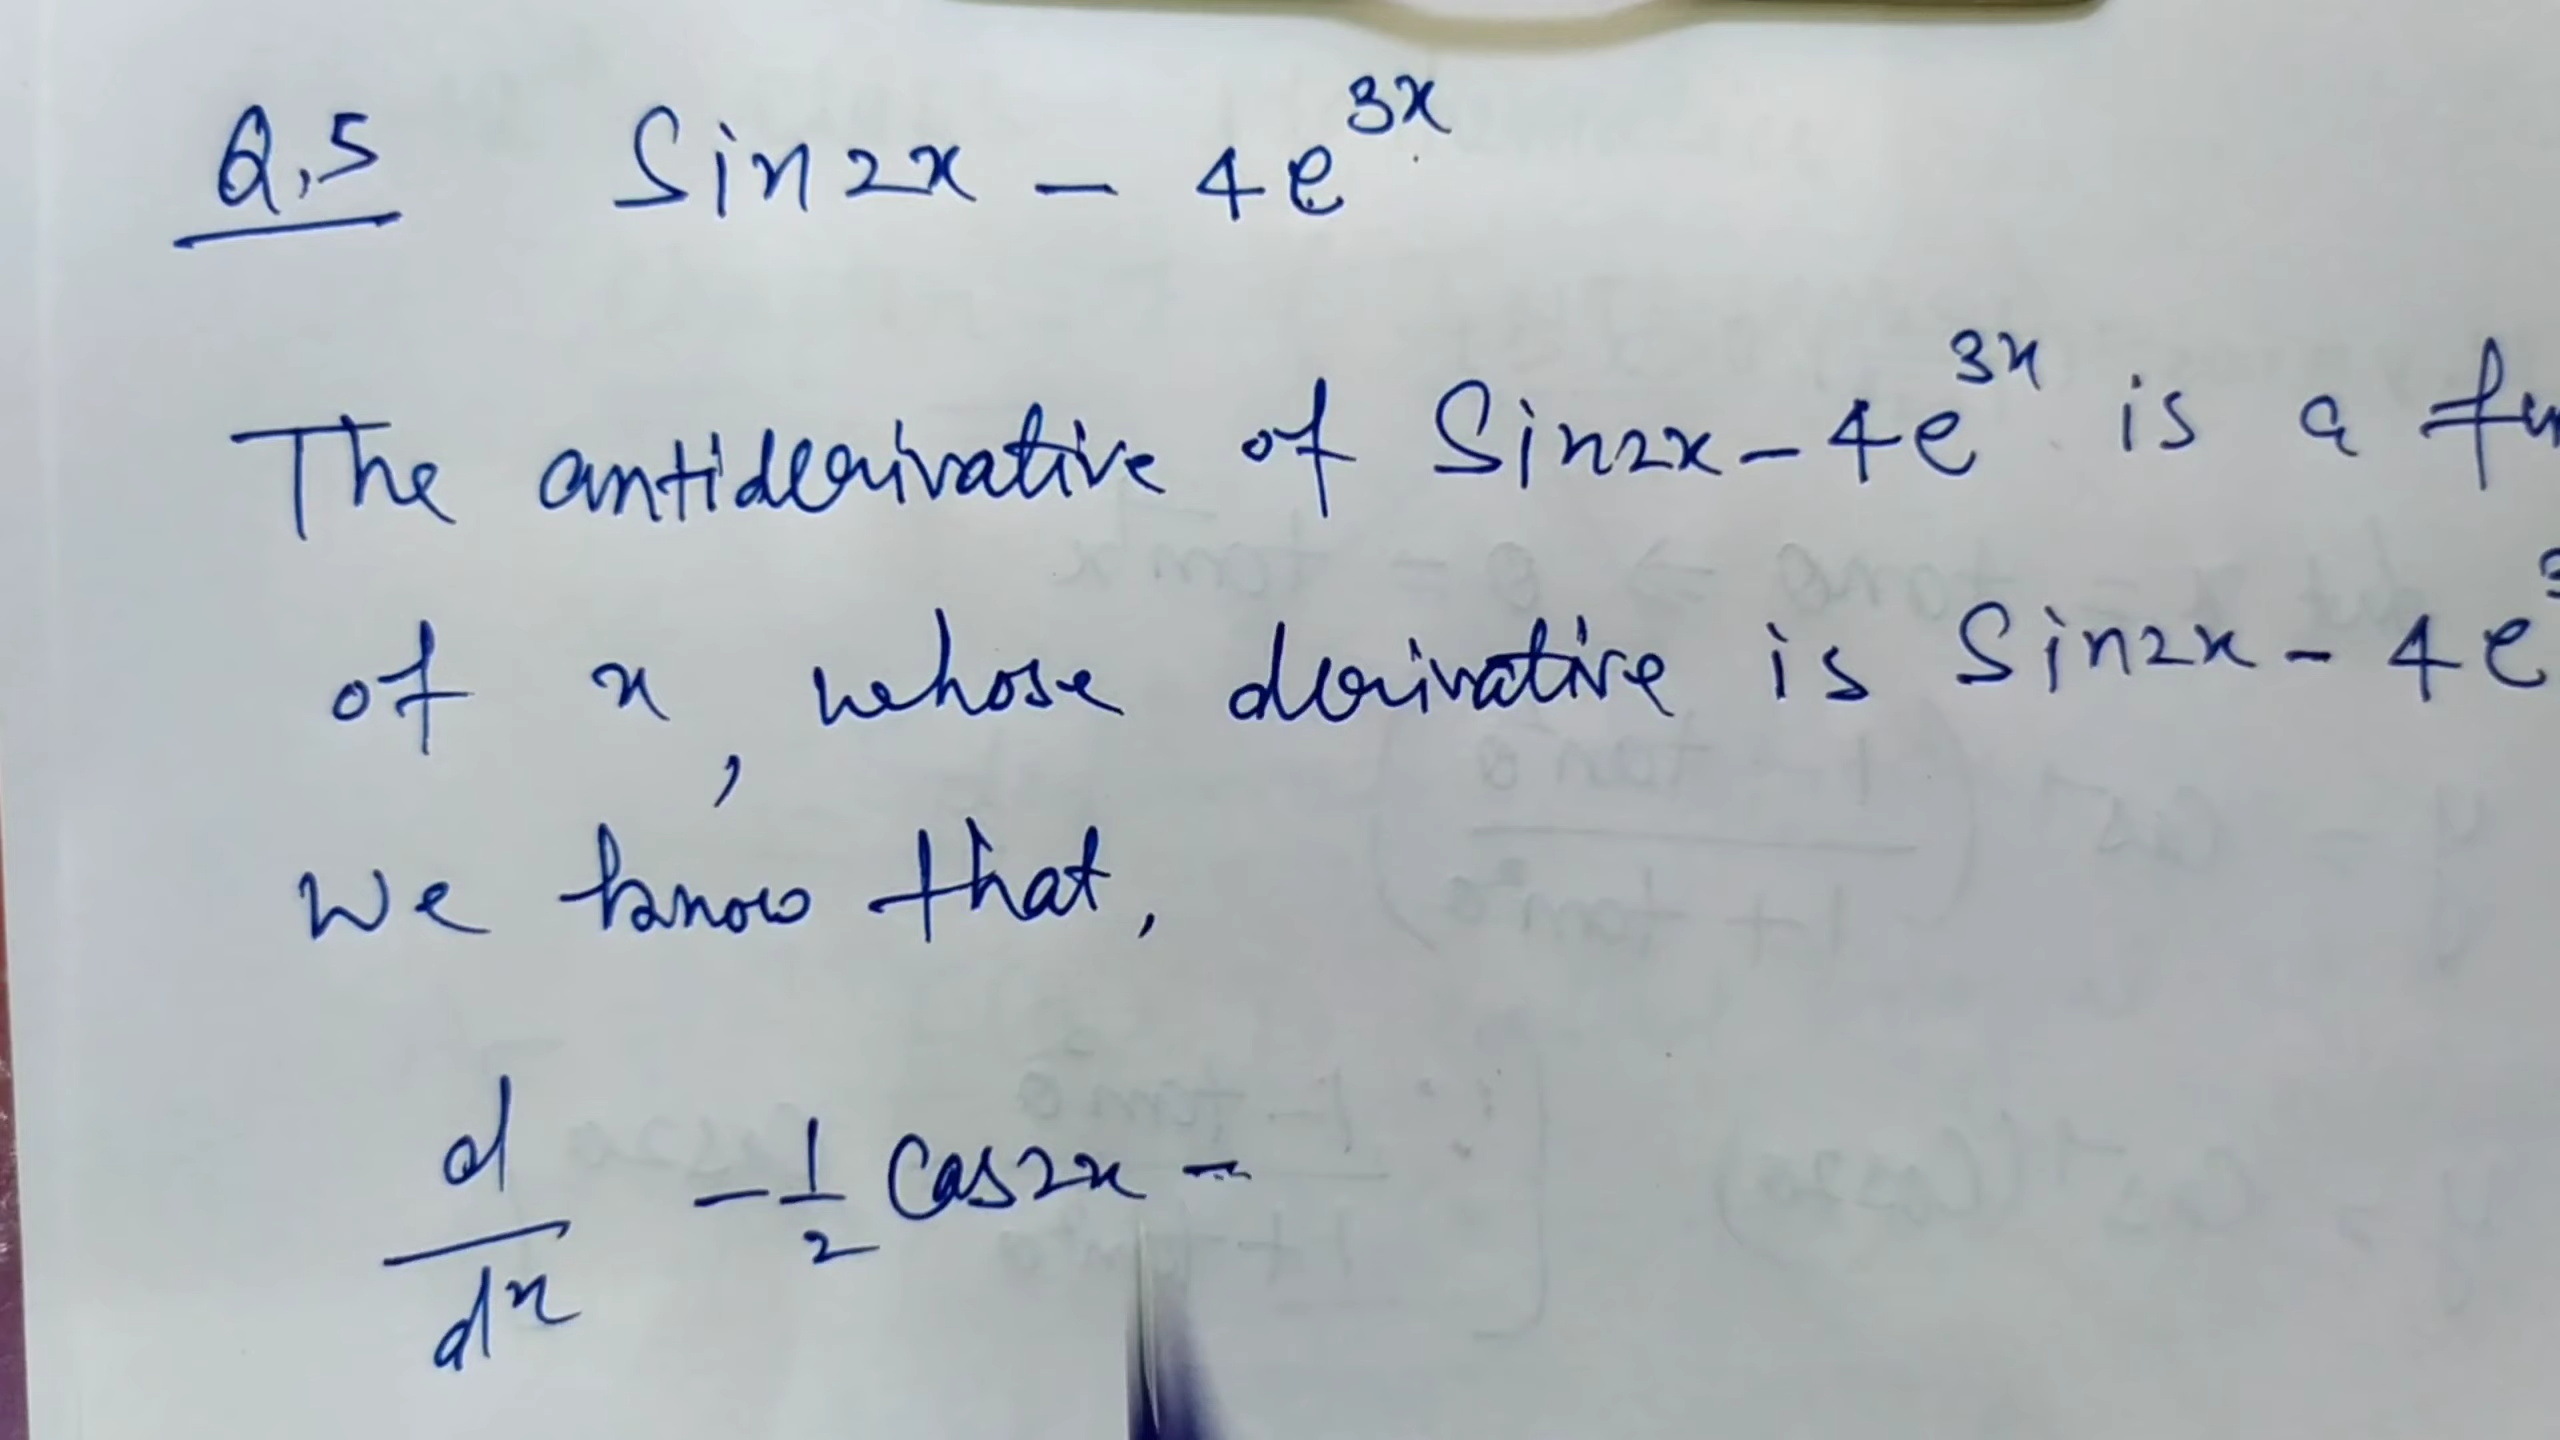 Q.5 Sin2x - 4e^3x
The antiderivative of Sin2x - 4e^3x is a
of x, whose derivative is Sin2x - 4e
we know that,
d/dx -1/2 Cos2x -